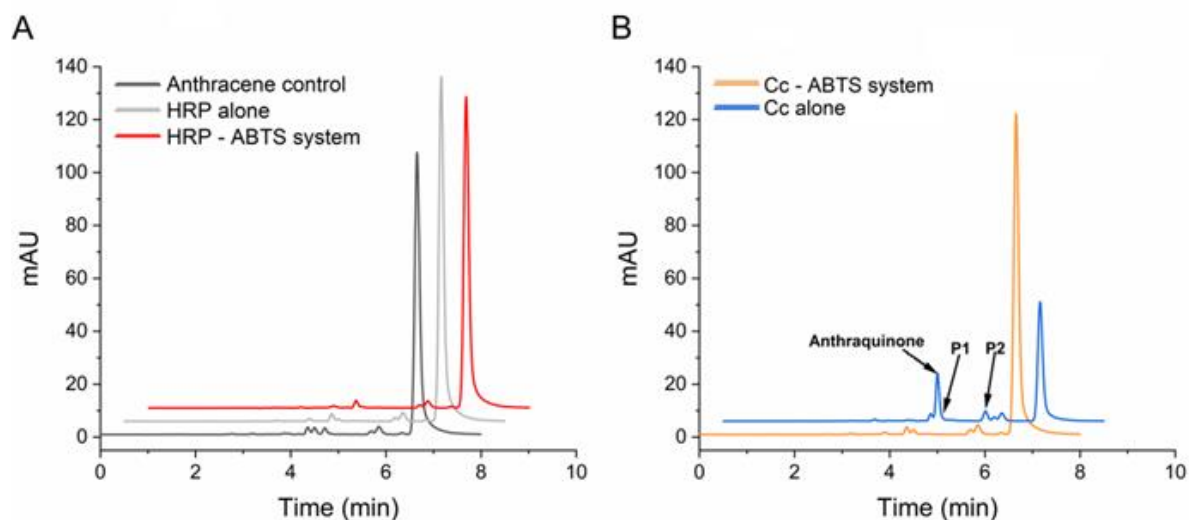 A
140
120
100
80
60
40
20
0
mAU
Anthracene control
HRP alone
HRP - ABTS system
0 2 4 6 8 10
Time (min)
B
140
120
100
80
60
40
20
0
mAU
Cc - ABTS system
Cc alone
Anthraquinone
P1
P2
0 2 4 6 8 10
Time (min)